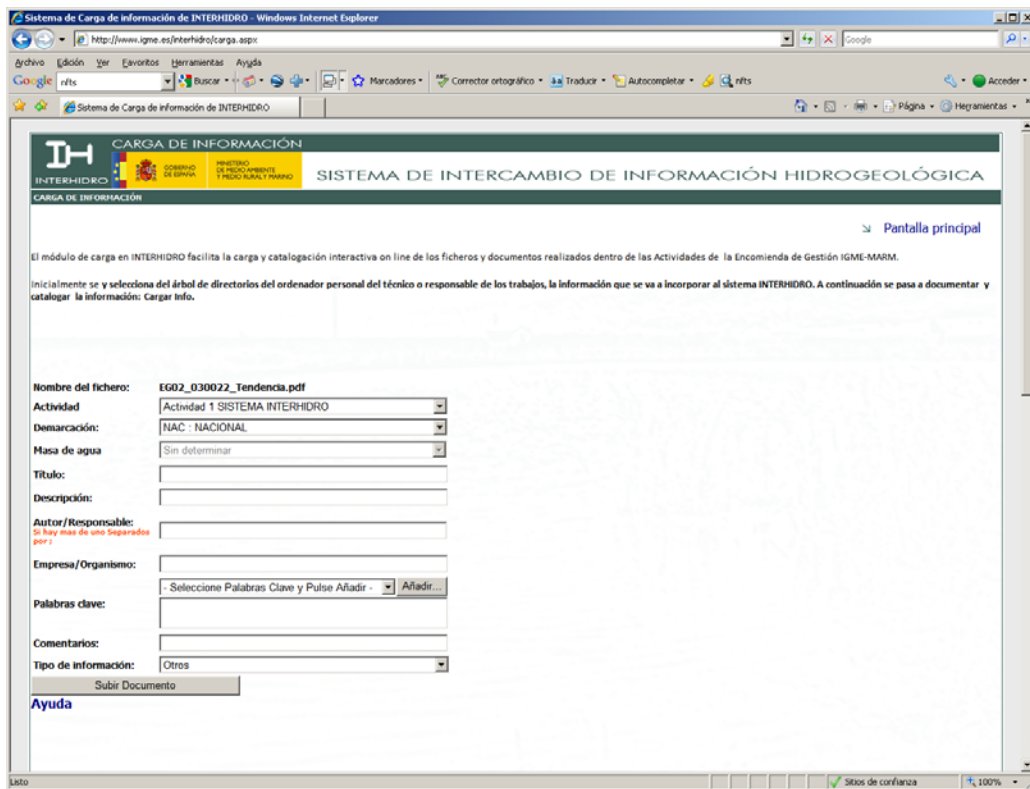 Sistema de Carga de información de INTERHIDRO - Windows Internet Explorer
http://www.igme.es/interhidro/carga.aspx
Google
Archivo Edición Ver Favoritos Herramientas Ayuda
Google nfts Buscar Marcadores Corrector ortográfico Traducir Autocompletar nfts Acceder
Sistema de Carga de información de INTERHIDRO
Página Herramientas
CARGA DE INFORMACIÓN
IH
INTERHIDRO
GOBIERNO DE ESPAÑA
MINISTERIO DE MEDIO AMBIENTE Y MEDIO RURAL Y MARINO
SISTEMA DE INTERCAMBIO DE INFORMACIÓN HIDROGEOLÓGICA
CARGA DE INFORMACIÓN
Pantalla principal
El módulo de carga en INTERHIDRO facilita la carga y catalogación interactiva on line de los ficheros y documentos realizados dentro de las Actividades de la Encomienda de Gestión IGME-MARM.
Inicialmente se y selecciona del árbol de directorios del ordenador personal del técnico o responsable de los trabajos, la información que se va a incorporar al sistema INTERHIDRO. A continuación se pasa a documentar y
catalogar la información: Cargar Info.
Nombre del fichero: EG02_030022_Tendencia.pdf
Actividad Actividad 1 SISTEMA INTERHIDRO
Demarcación: NAC : NACIONAL
Masa de agua Sin determinar
Título:
Descripción:
Autor/Responsable:
Si hay mas de uno Separados
por ;
Empresa/Organismo:
- Seleccione Palabras Clave y Pulse Añadir - Añadir...
Palabras clave:
Comentarios:
Tipo de información: Otros
Subir Documento
Ayuda
Listo Sitios de confianza 100%